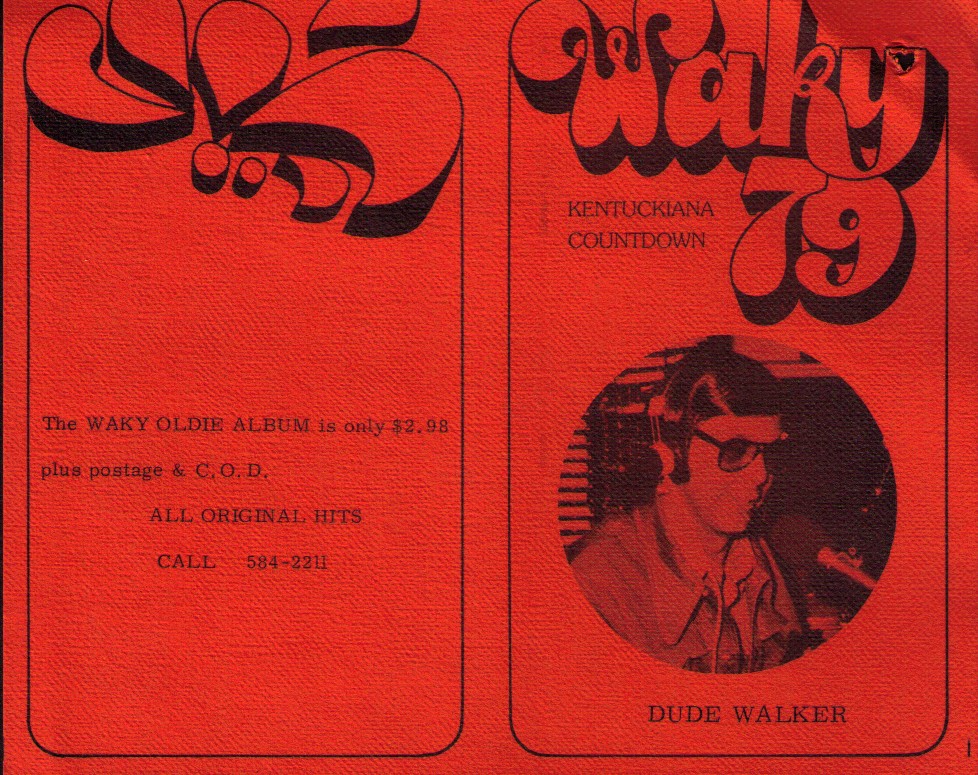 The WAKY OLDIE ALBUM is only $2.98
plus postage & C.O.D.
ALL ORIGINAL HITS
CALL 584-2211
Waky
79
KENTUCKIANA
COUNTDOWN
DUDE WALKER